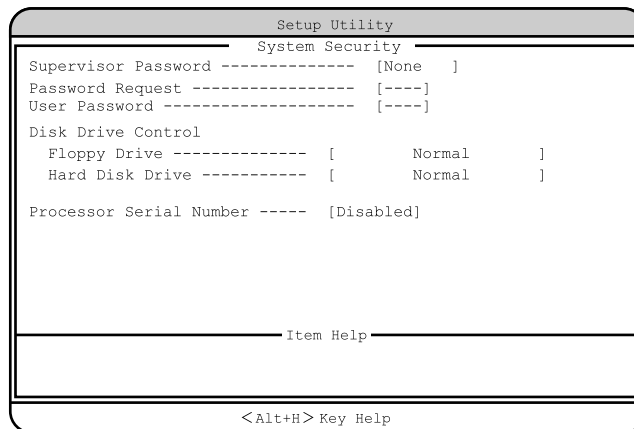 Setup Utility
System Security
Supervisor Password -------------- [None ]
Password Request ----------------- [----]
User Password -------------------- [----]
Disk Drive Control
Floppy Drive -------------- [ Normal ]
Hard Disk Drive ----------- [ Normal ]
Processor Serial Number ----- [Disabled]
Item Help
<Alt+H> Key Help